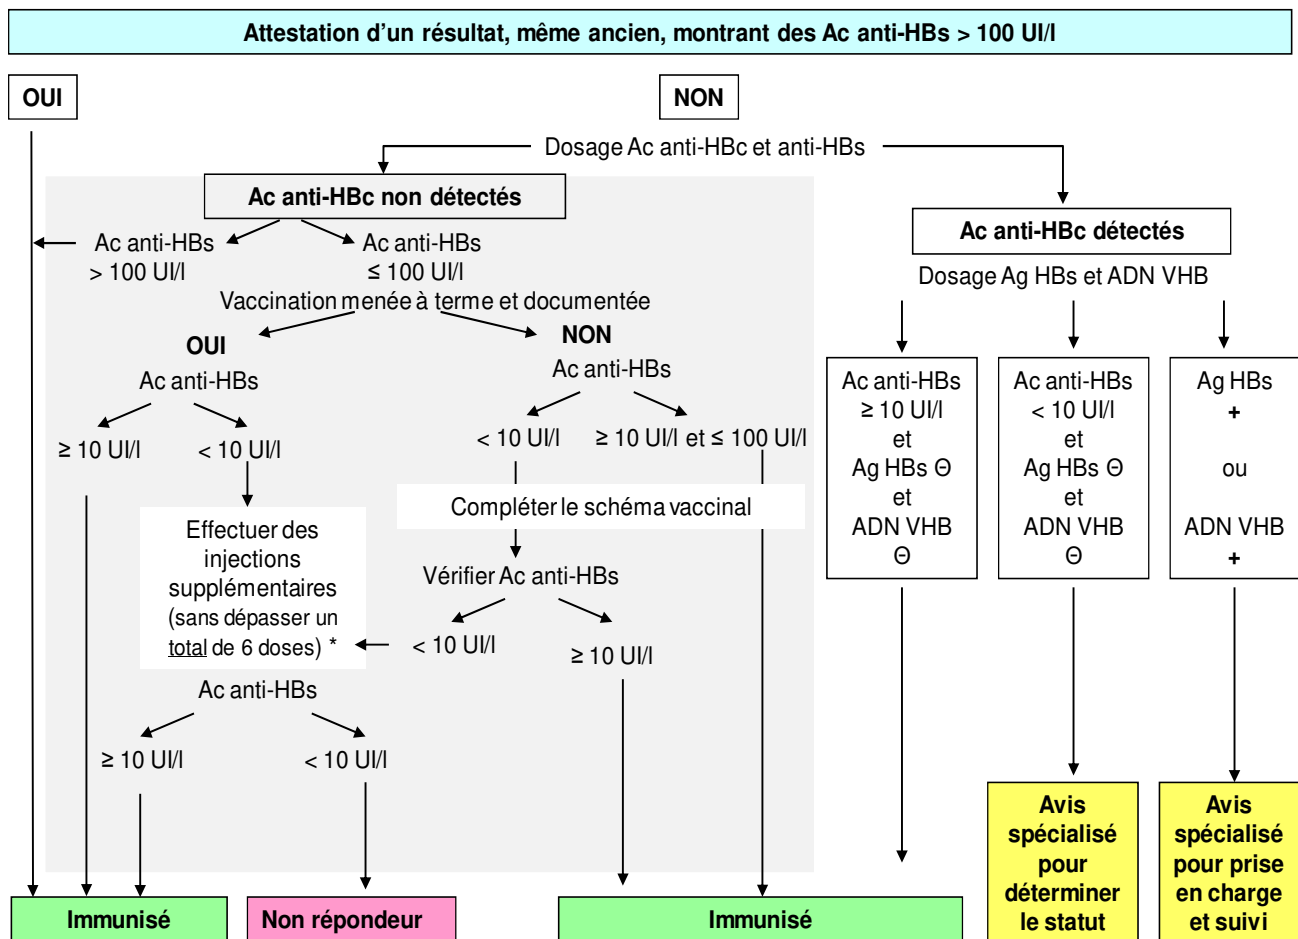 Attestation d’un résultat, même ancien, montrant des Ac anti-HBs > 100 UI/l
OUI
NON
Dosage Ac anti-HBc et anti-HBs
Ac anti-HBc non détectés
Ac anti-HBs
> 100 UI/l
Ac anti-HBs
≤ 100 UI/l
Vaccination menée à terme et documentée
OUI
Ac anti-HBs
≥ 10 UI/l
< 10 UI/l
Effectuer des
injections
supplémentaires
(sans dépasser un
total de 6 doses) *
Ac anti-HBs
≥ 10 UI/l
< 10 UI/l
NON
Ac anti-HBs
< 10 UI/l
≥ 10 UI/l et ≤ 100 UI/l
Compléter le schéma vaccinal
Vérifier Ac anti-HBs
< 10 UI/l
≥ 10 UI/l
Ac anti-HBc détectés
Dosage Ag HBs et ADN VHB
Ac anti-HBs
≥ 10 UI/l
et
Ag HBs Θ
et
ADN VHB
Θ
Ac anti-HBs
< 10 UI/l
et
Ag HBs Θ
et
ADN VHB
Θ
Ag HBs
+
ou
ADN VHB
+
Immunisé
Non répondeur
Immunisé
Avis
spécialisé
pour
déterminer
le statut
Avis
spécialisé
pour prise
en charge
et suivi